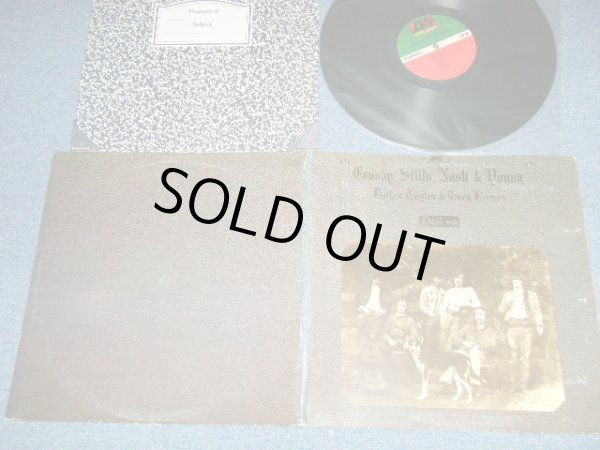 Property of
Subject
Crosby, Stills, Nash & Young
Dallas Taylor & Greg Reeves
Déjà vu
SOLD OUT